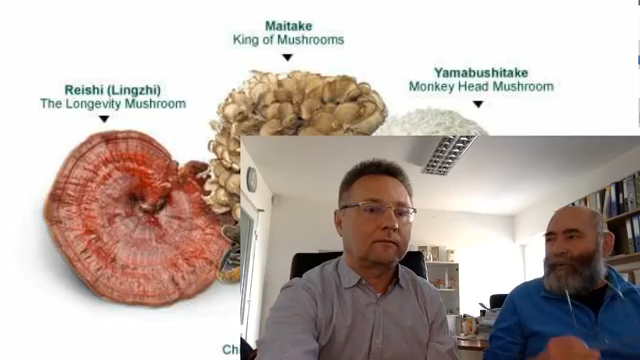 Maitake
King of Mushrooms
Yamabushitake
Monkey Head Mushroom
Reishi (Lingzhi)
The Longevity Mushroom